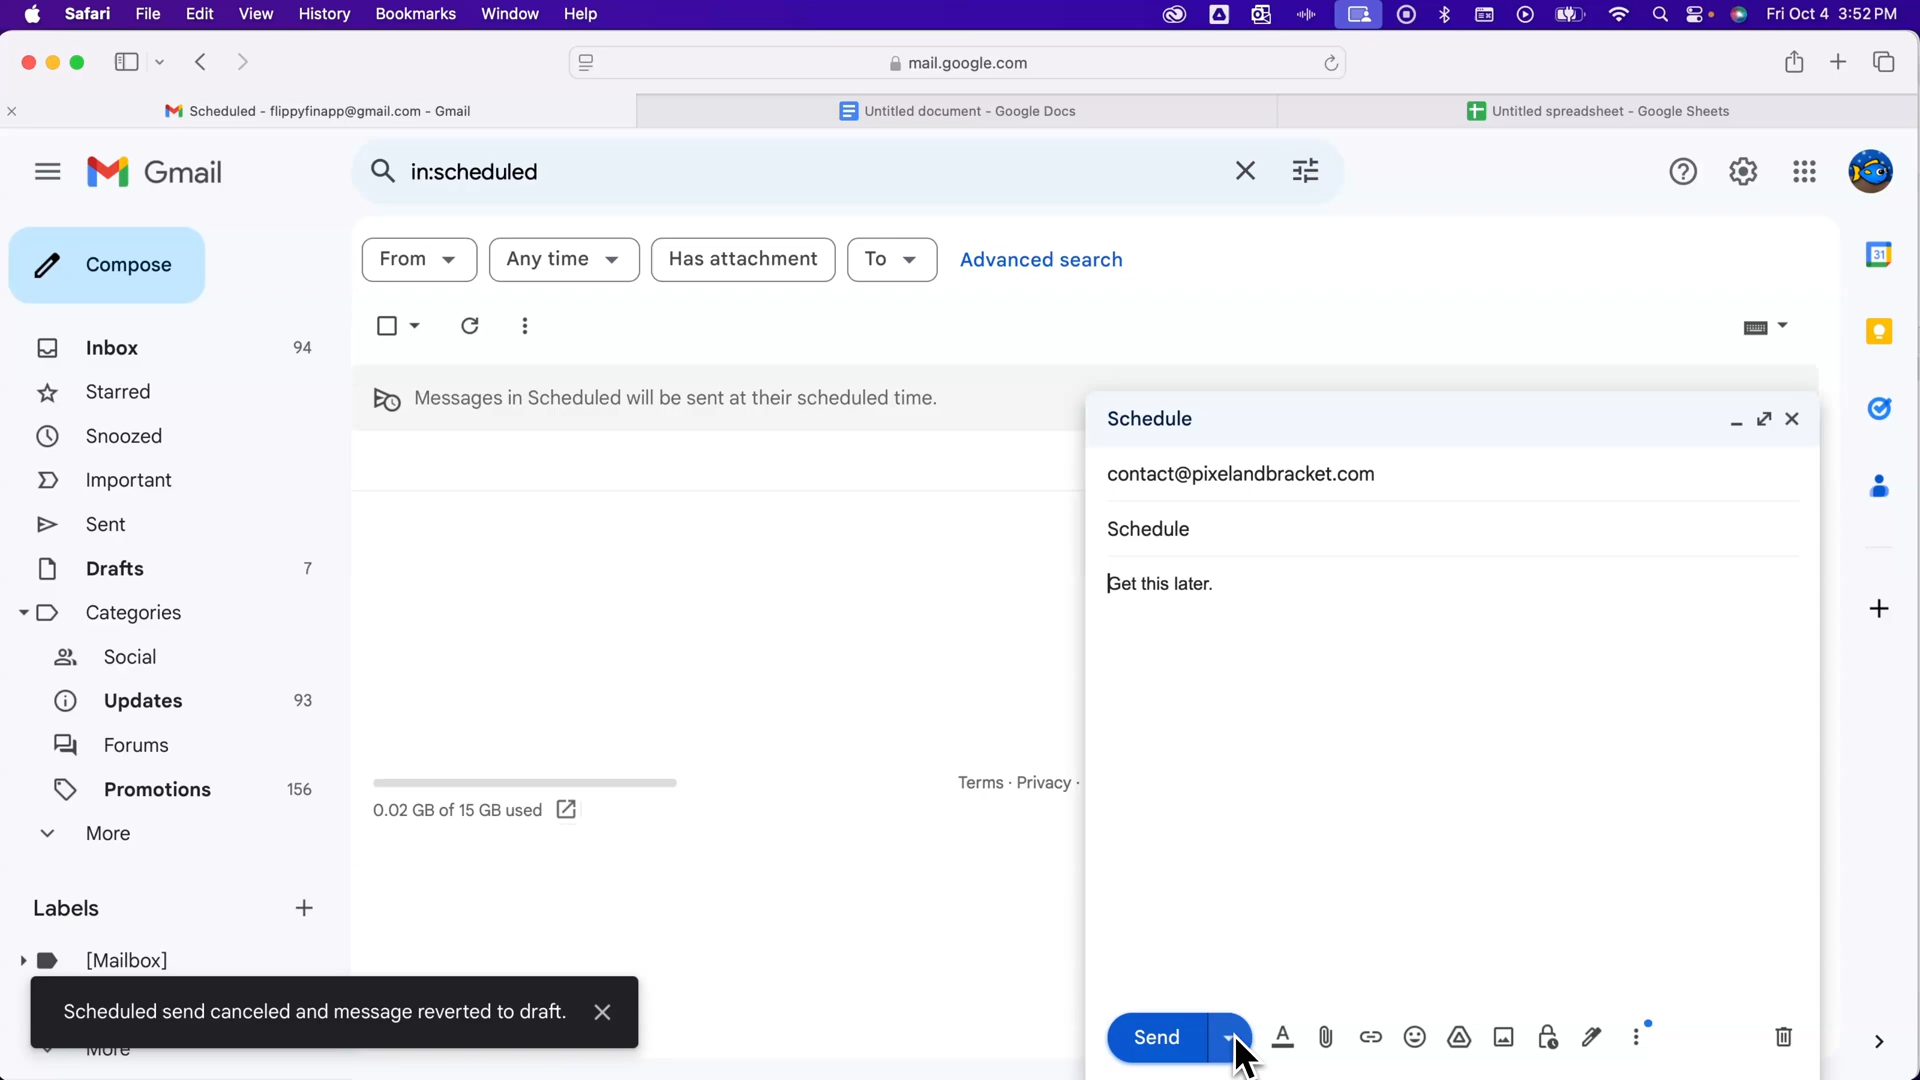 Safari File Edit View History Bookmarks Window Help Fri Oct 4 3:52 PM
mail.google.com
Scheduled - flippyfinapp@gmail.com - Gmail
Untitled document - Google Docs
Untitled spreadsheet - Google Sheets
Gmail
in:scheduled
Compose
From
Any time
Has attachment
To
Advanced search
31
Inbox 94
Starred
Snoozed
Important
Sent
Drafts 7
Categories
Social
Updates 93
Forums
Promotions 156
More
Labels
[Mailbox]
More
Messages in Scheduled will be sent at their scheduled time.
0.02 GB of 15 GB used
Terms · Privacy ·
Schedule
contact@pixelandbracket.com
Schedule
Get this later.
Send
Scheduled send canceled and message reverted to draft.